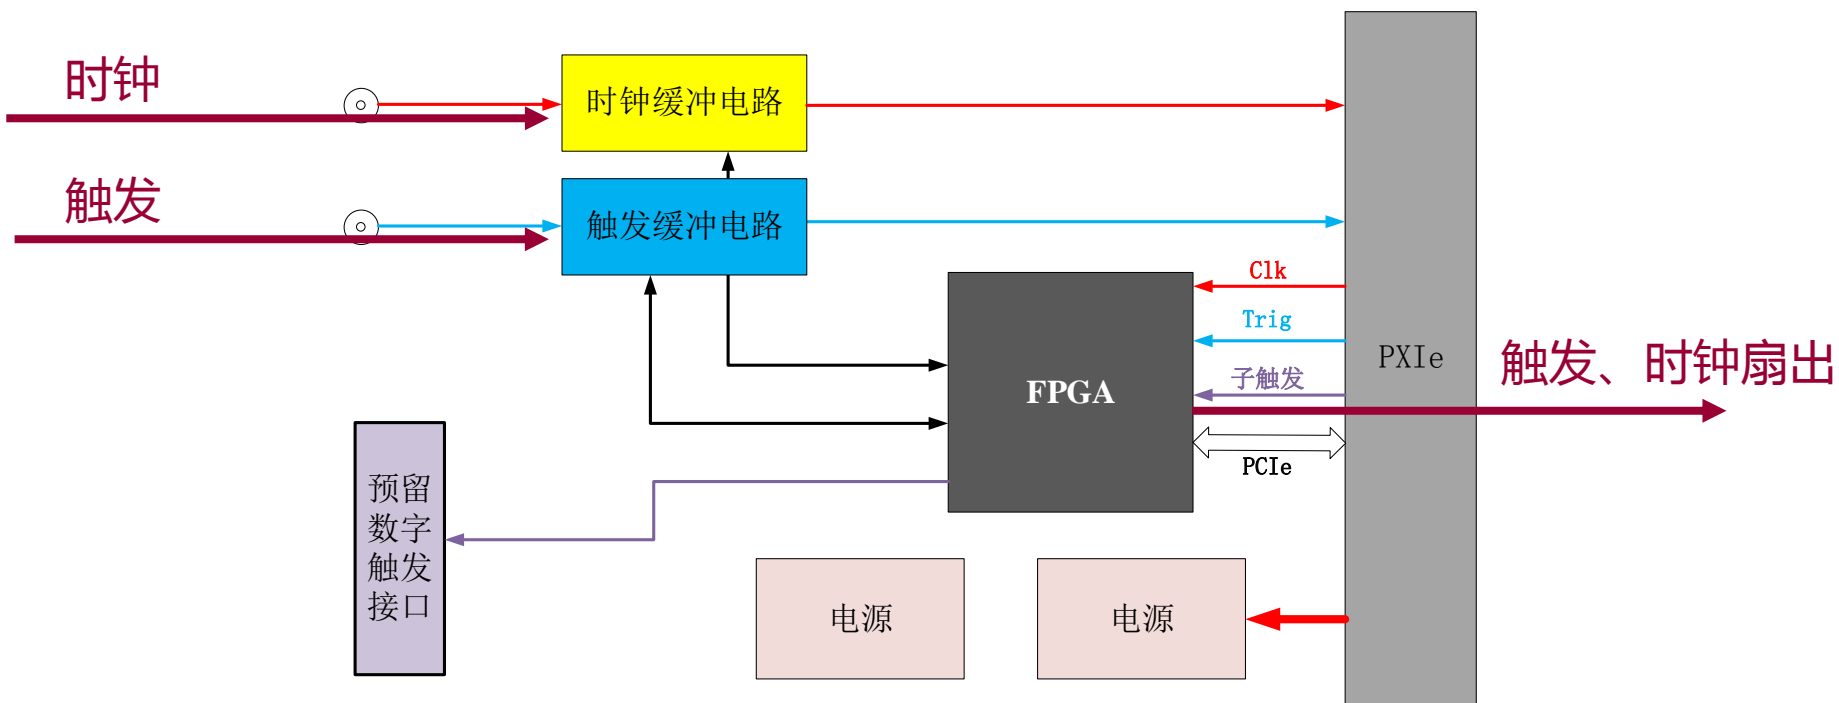 时钟
时钟缓冲电路
触发
触发缓冲电路
Clk
Trig
子触发
FPGA
PXIe
触发、时钟扇出
PCIe
预留
数字
触发
接口
电源
电源